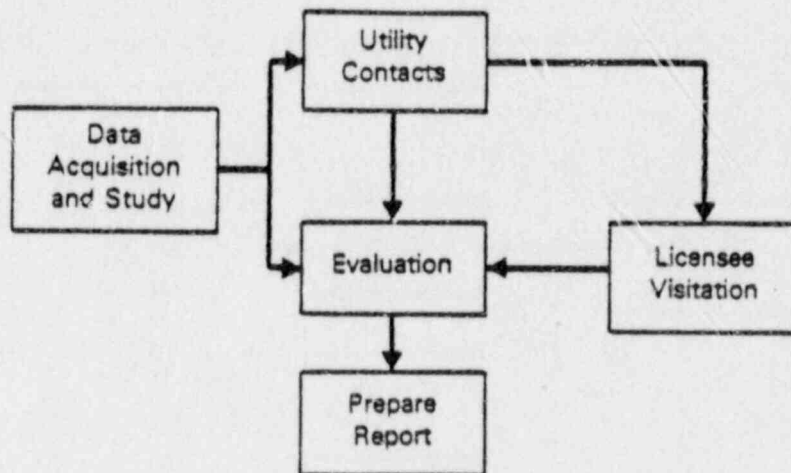 Utility
Contacts
Data
Acquisition
and Study
Evaluation
Licensee
Visitation
Prepare
Report